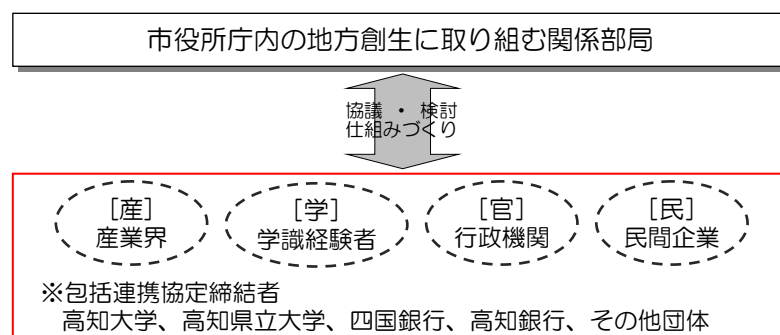 市役所庁内の地方創生に取り組む関係部局
協議 ・ 検討
仕組みづくり
[産] [学] [官] [民]
産業界 学識経験者 行政機関 民間企業
※包括連携協定締結者
高知大学、高知県立大学、四国銀行、高知銀行、その他団体